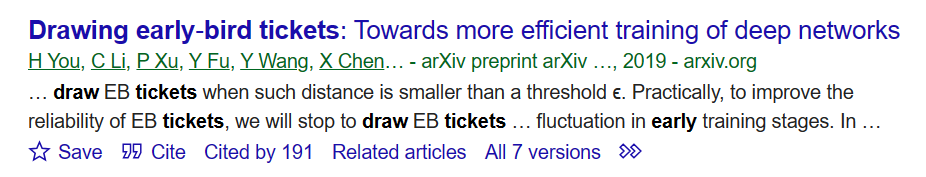 Drawing early-bird tickets: Towards more efficient training of deep networks
H You, C Li, P Xu, Y Fu, Y Wang, X Chen… - arXiv preprint arXiv …, 2019 - arxiv.org
… draw EB tickets when such distance is smaller than a threshold ϵ. Practically, to improve the
reliability of EB tickets, we will stop to draw EB tickets … fluctuation in early training stages. In …
Save Cite Cited by 191 Related articles All 7 versions